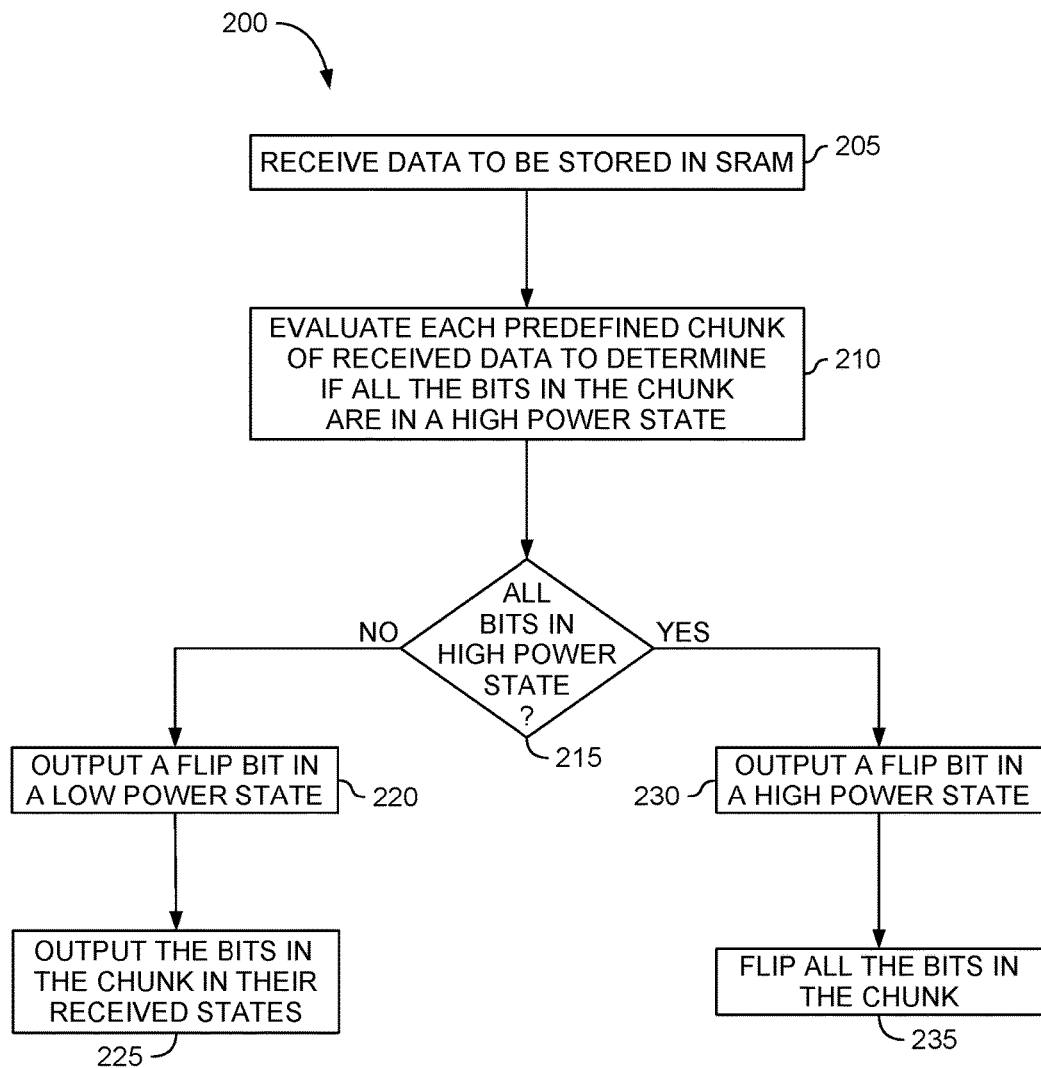 200
RECEIVE DATA TO BE STORED IN SRAM
205
EVALUATE EACH PREDEFINED CHUNK
OF RECEIVED DATA TO DETERMINE
IF ALL THE BITS IN THE CHUNK
ARE IN A HIGH POWER STATE
210
ALL
BITS IN
HIGH POWER
STATE
?
215
NO
YES
OUTPUT A FLIP BIT IN
A LOW POWER STATE
220
OUTPUT THE BITS IN
THE CHUNK IN THEIR
RECEIVED STATES
225
230
OUTPUT A FLIP BIT IN
A HIGH POWER STATE
FLIP ALL THE BITS IN
THE CHUNK
235